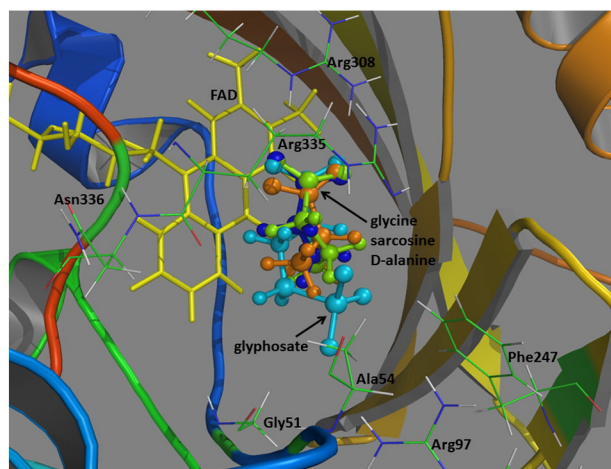 Arg308
FAD
Arg335
Asn336
glycine
sarcosine
D-alanine
glyphosate
Phe247
Ala54
Gly51
Arg97